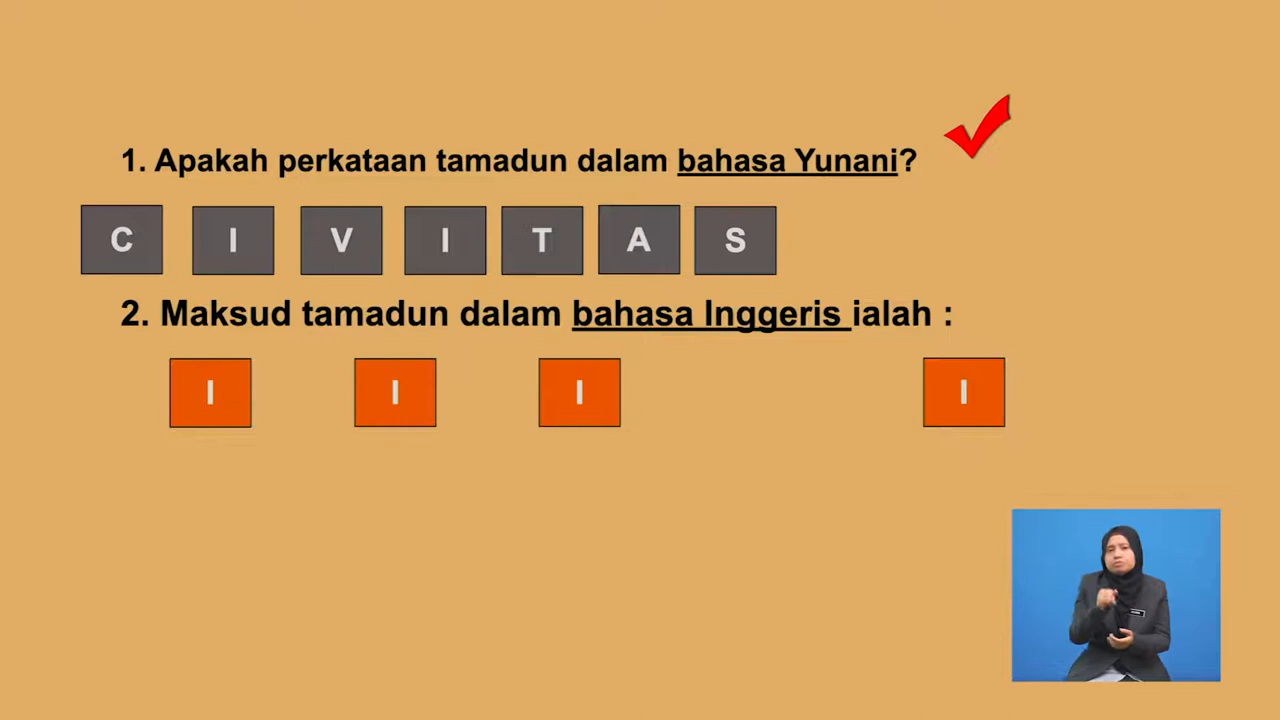 1. Apakah perkataan tamadun dalam bahasa Yunani?
C I V I T A S
2. Maksud tamadun dalam bahasa Inggeris ialah :
I I I I